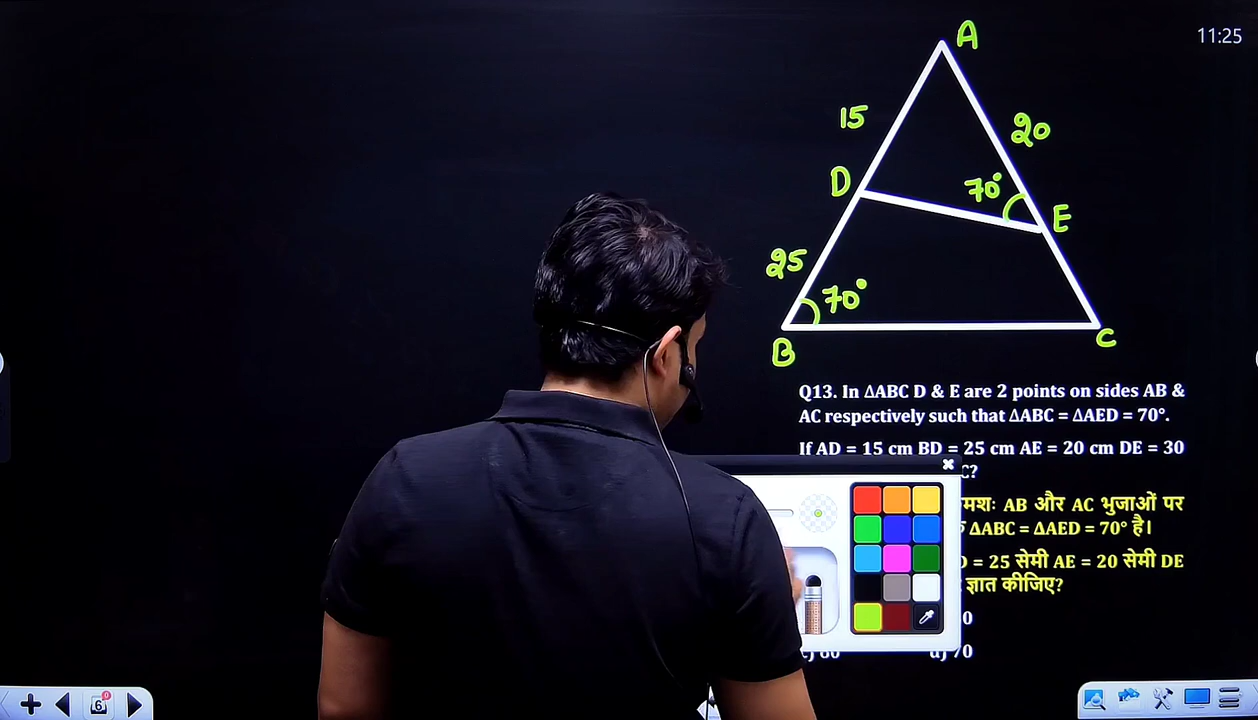 11:25
A
15
20
D
70°
E
25
70°
B
C
Q13. In ΔABC D & E are 2 points on sides AB &
AC respectively such that ΔABC = ΔAED = 70°.
If AD = 15 cm BD = 25 cm AE = 20 cm DE = 30
C?
मशः AB और AC भुजाओं पर
ΔABC = ΔAED = 70° है।
= 25 सेमी AE = 20 सेमी DE
ज्ञात कीजिए?
0
70
6